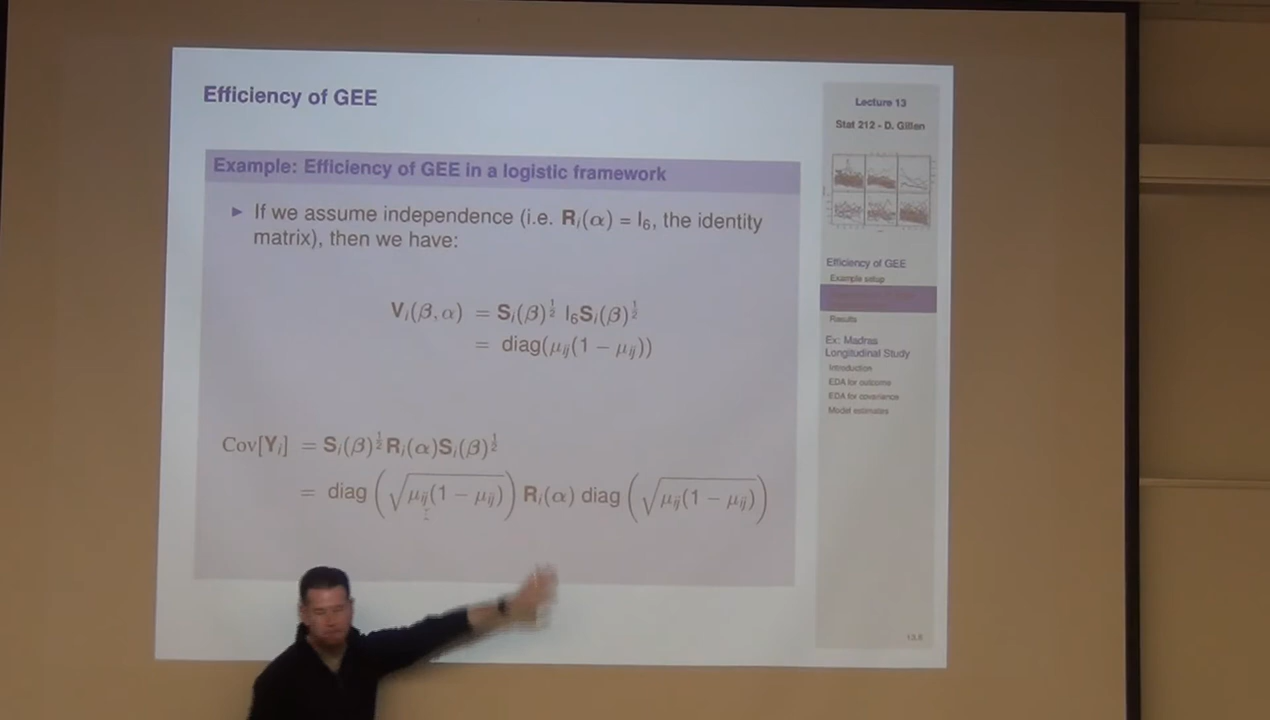 Efficiency of GEE
Example: Efficiency of GEE in a logistic framework
► If we assume independence (i.e. Rᵢ(α) = I₆, the identity
matrix), then we have:
Vᵢ(β, α) = Sᵢ(β)^½ I₆Sᵢ(β)^½
= diag(μᵢⱼ(1 − μᵢⱼ))
Cov[Yᵢ] = Sᵢ(β)^½Rᵢ(α)Sᵢ(β)^½
= diag(√(μᵢⱼ(1 − μᵢⱼ))) Rᵢ(α) diag(√(μᵢⱼ(1 − μᵢⱼ)))
Lecture 13
Stat 212 - D. Gillen
Efficiency of GEE
Example setup
Results
Ex: Madras
Longitudinal Study
Introduction
EDA for outcome
EDA for covariance
Model estimates